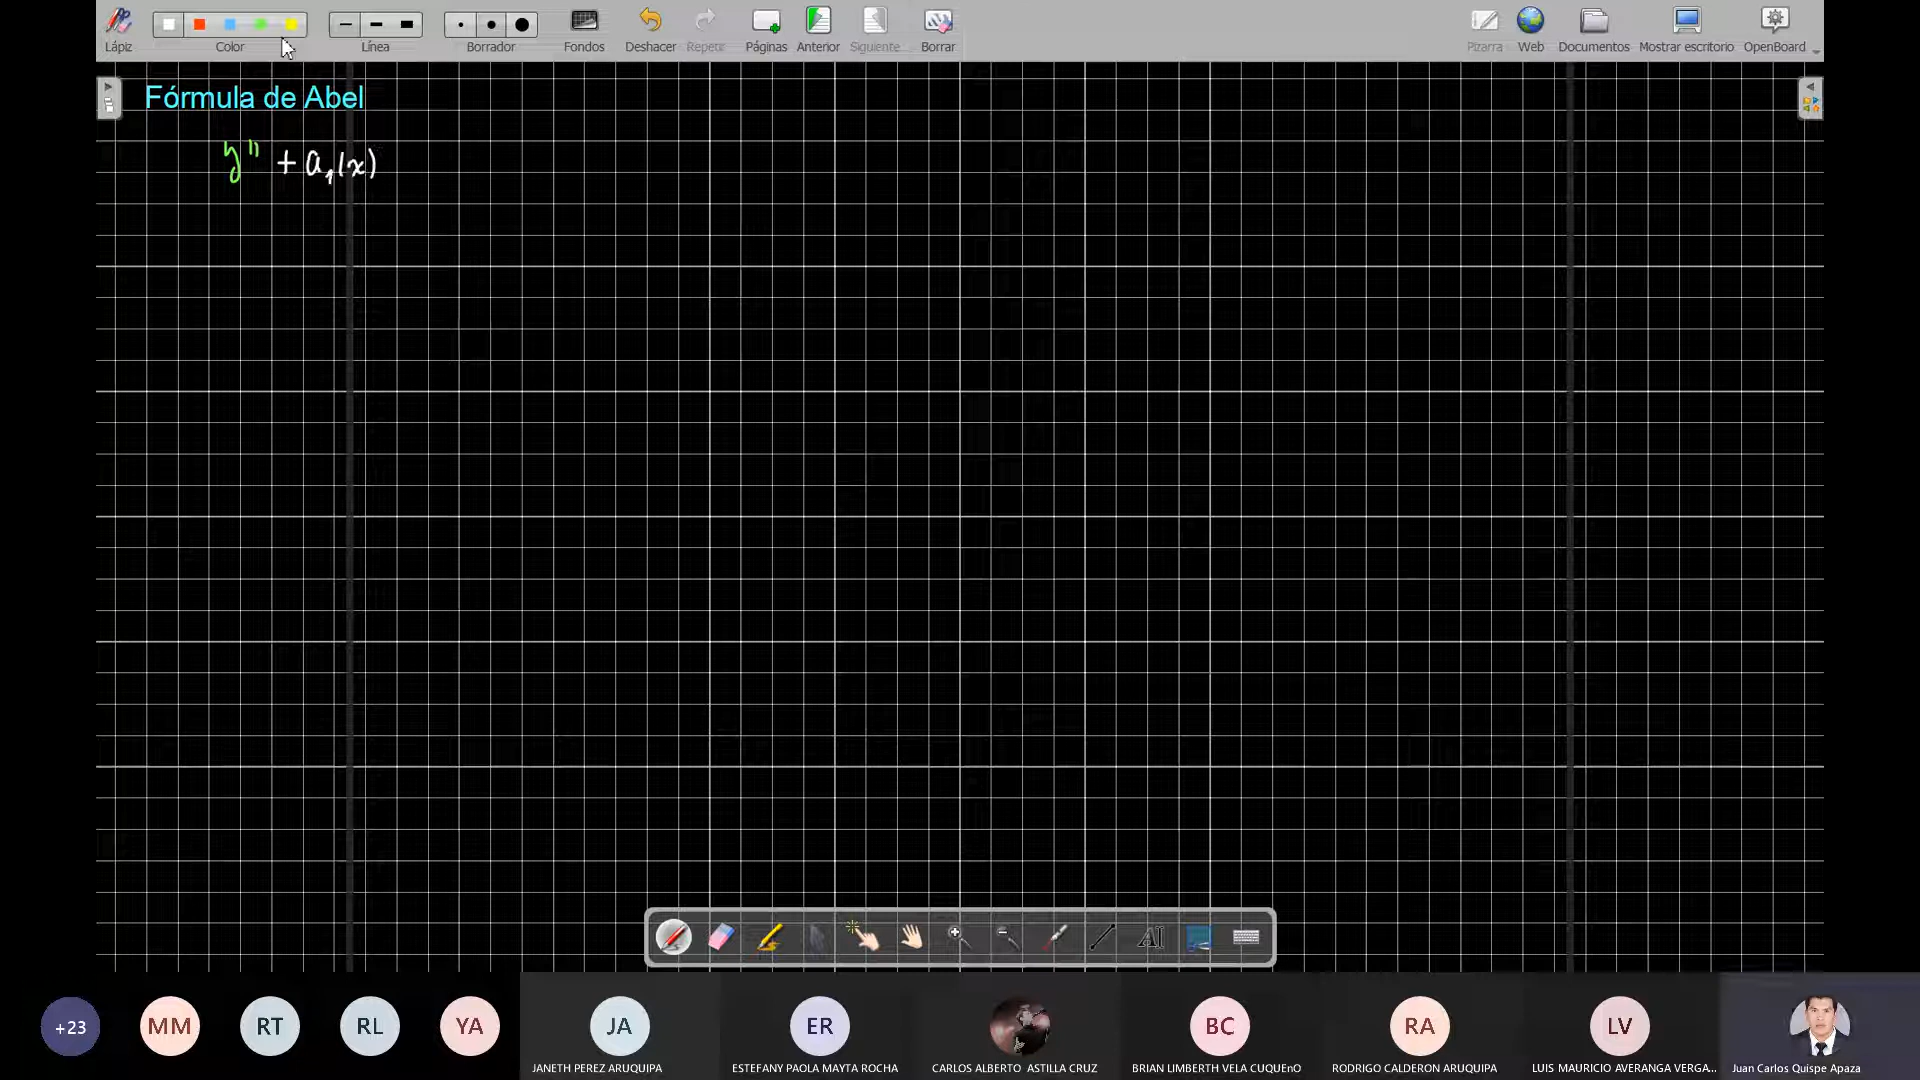 Lápiz
Color
Línea
Borrador
Fondos
Deshacer
Repetir
Páginas
Anterior
Siguiente
Borrar
Pizarra
Web
Documentos
Mostrar escritorio
OpenBoard
Fórmula de Abel
y'' + a₁(x)
AI
+23
MM
RT
RL
YA
JA
ER
BC
RA
LV
JANETH PEREZ ARUQUIPA
ESTEFANY PAOLA MAYTA ROCHA
CARLOS ALBERTO ASTILLA CRUZ
BRIAN LIMBERTH VELA CUQUEnO
RODRIGO CALDERON ARUQUIPA
LUIS MAURICIO AVERANGA VERGA...
Juan Carlos Quispe Apaza